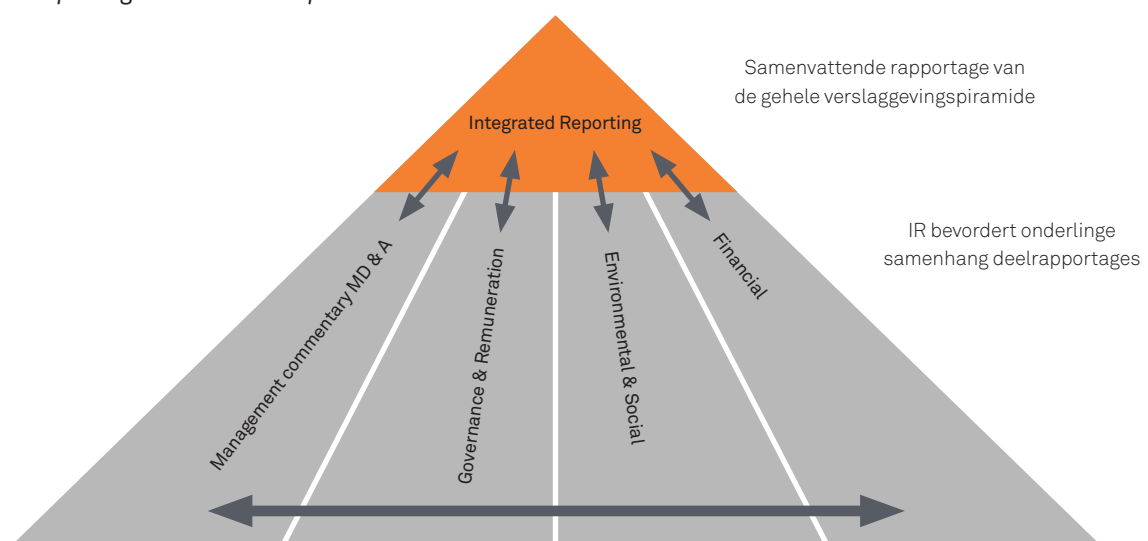 Samenvattende rapportage van
de gehele verslaggevingspiramide
Integrated Reporting
IR bevordert onderlinge
samenhang deelrapportages
Management commentary MD & A
Governance & Remuneration
Environmental & Social
Financial